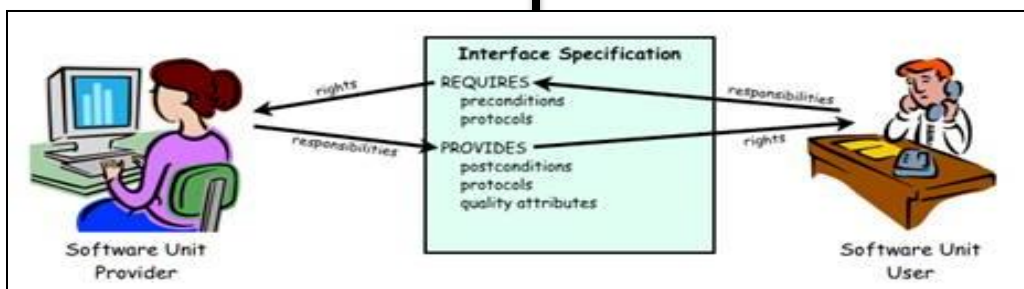 Interface Specification
REQUIRES
preconditions
protocols
PROVIDES
postconditions
protocols
quality attributes
rights
responsibilities
responsibilities
rights
Software Unit
Provider
Software Unit
User